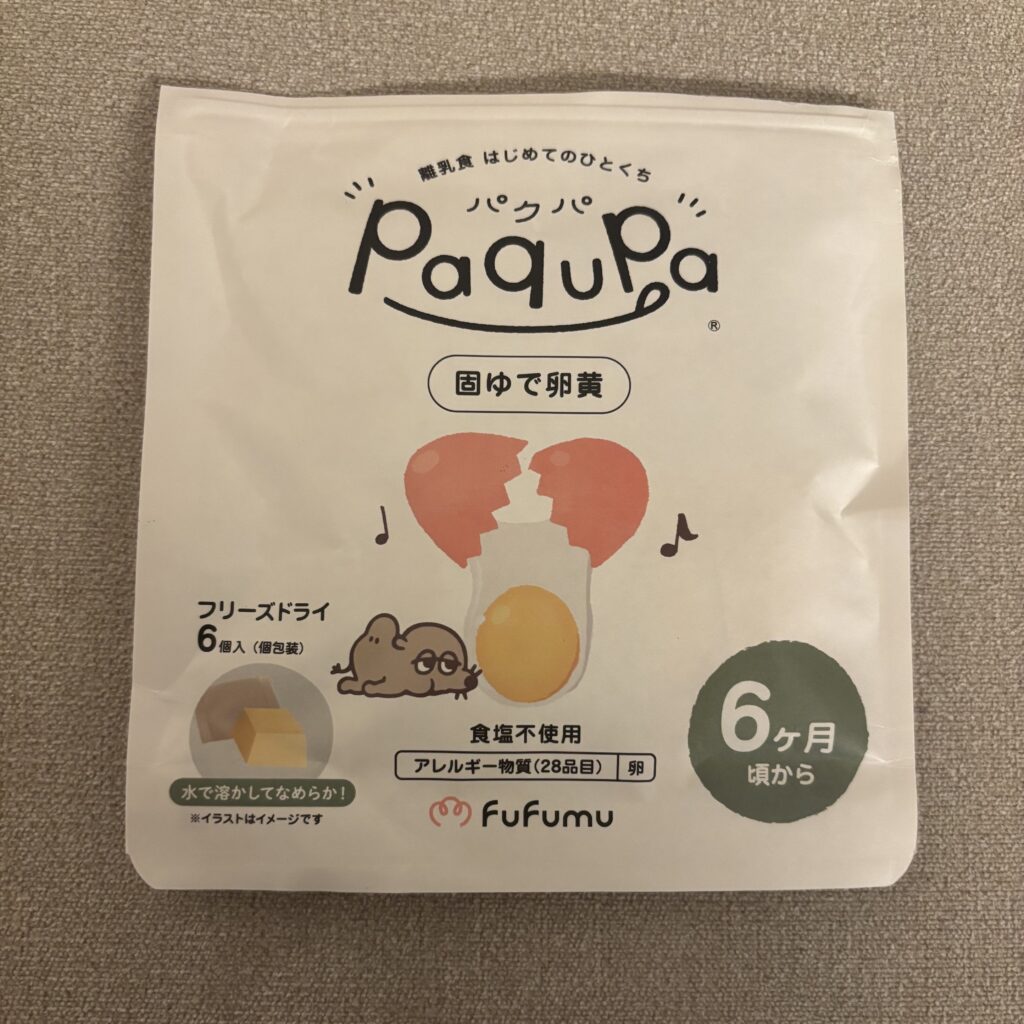 離乳食 はじめてのひとくち
パクパ
PaquPa
®
固ゆで卵黄
フリーズドライ
6個入（個包装）
水で溶かしてなめらか！
※イラストはイメージです
食塩不使用
アレルギー物質（28品目） 卵
FuFumu
6ヶ月
頃から